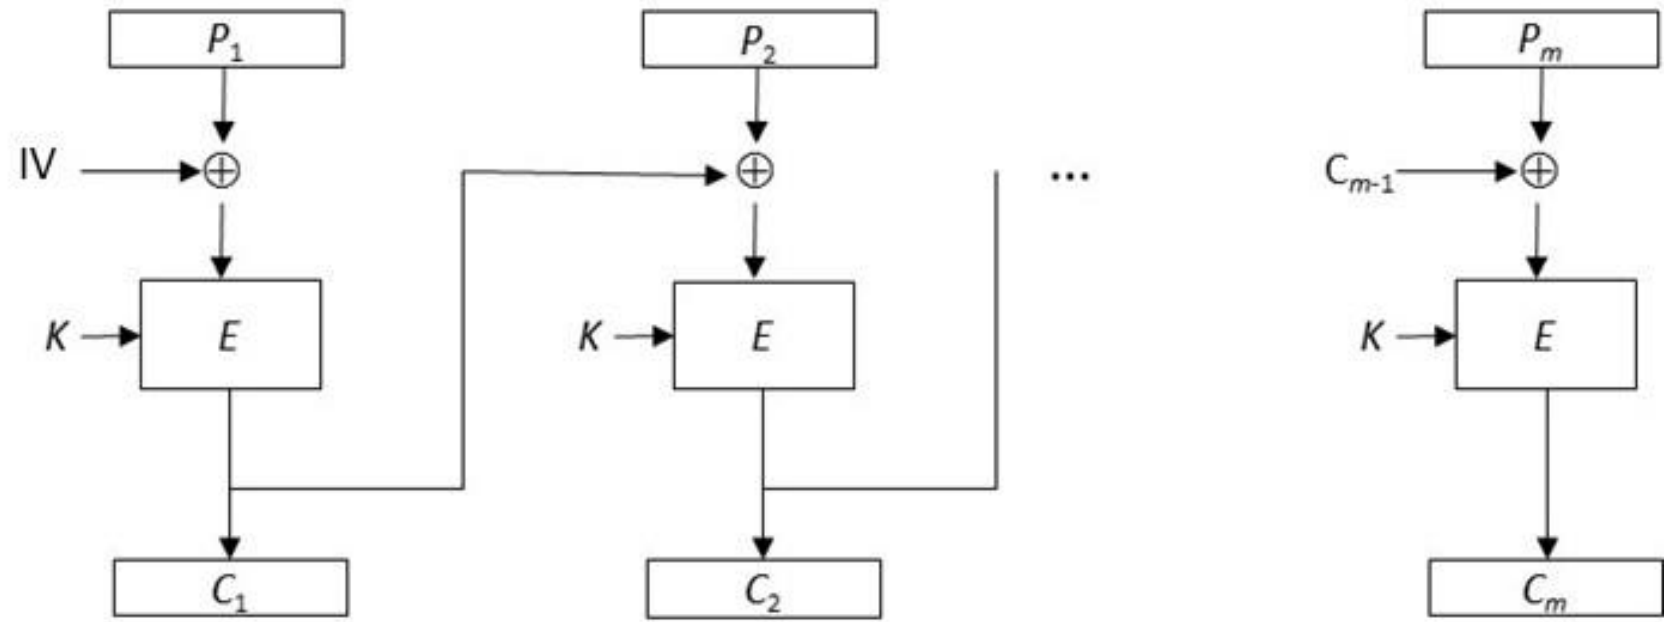 P₁ P₂ Pₘ
IV ⊕ ⊕ ... Cₘ₋₁ ⊕
K E K E K E
C₁ C₂ Cₘ